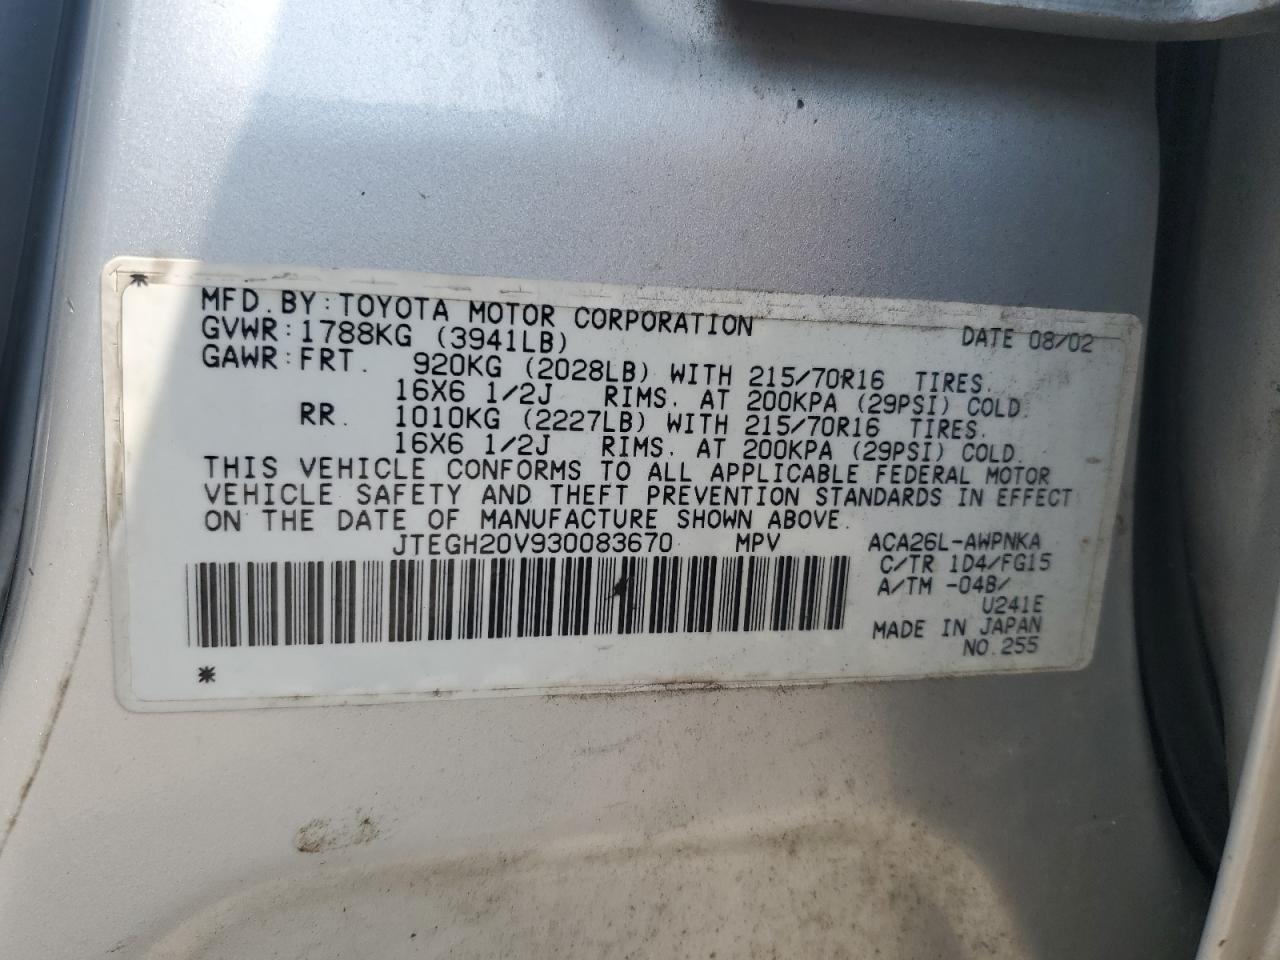 MFD.BY:TOYOTA MOTOR CORPORATION DATE 08/02
GVWR:1788KG (3941LB)
GAWR:FRT. 920KG (2028LB) WITH 215/70R16 TIRES.
16X6 1/2J RIMS. AT 200KPA (29PSI) COLD.
RR. 1010KG (2227LB) WITH 215/70R16 TIRES.
16X6 1/2J RIMS. AT 200KPA (29PSI) COLD.
THIS VEHICLE CONFORMS TO ALL APPLICABLE FEDERAL MOTOR
VEHICLE SAFETY AND THEFT PREVENTION STANDARDS IN EFFECT
ON THE DATE OF MANUFACTURE SHOWN ABOVE.
JTEGH20V930083670 MPV ACA26L-AWPNKA
C/TR 1D4/FG15
A/TM -04B/
U241E
MADE IN JAPAN
NO.255